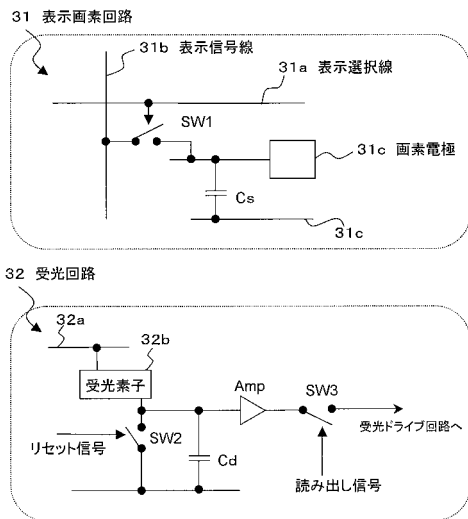 31 表示画素回路
31b 表示信号線
31a 表示選択線
SW1
31c 画素電極
Cs
31c
32 受光回路
32a
32b
受光素子
Amp
SW3
受光ドライブ回路へ
リセット信号
SW2
Cd
読み出し信号